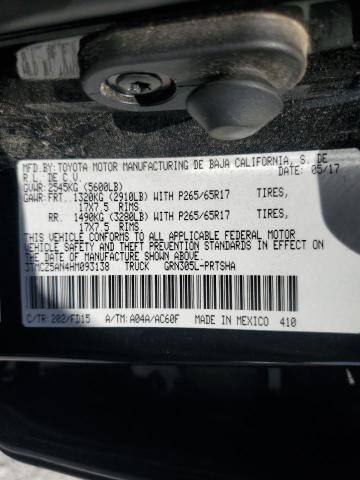 MFD.BY:TOYOTA MOTOR MANUFACTURING DE BAJA CALIFORNIA, S. DE
R. L. DE C.V. DATE: 05/17
GVWR:2545KG (5600LB)
GAWR:FRT. 1320KG (2910LB) WITH P265/65R17 TIRES,
17X7.5 RIMS
RR. 1490KG (3280LB) WITH P265/65R17 TIRES,
17X7.5 RIMS.
THIS VEHICLE CONFORMS TO ALL APPLICABLE FEDERAL MOTOR
VEHICLE SAFETY AND THEFT PREVENTION STANDARDS IN EFFECT ON
THE DATE OF MANUFACTURE SHOWN ABOVE.
3TMCZ5AN4HM093138 TRUCK GRN305L-PRTSHA
C/TR:202/FD15 A/TM:A04A/AC60F MADE IN MEXICO 410